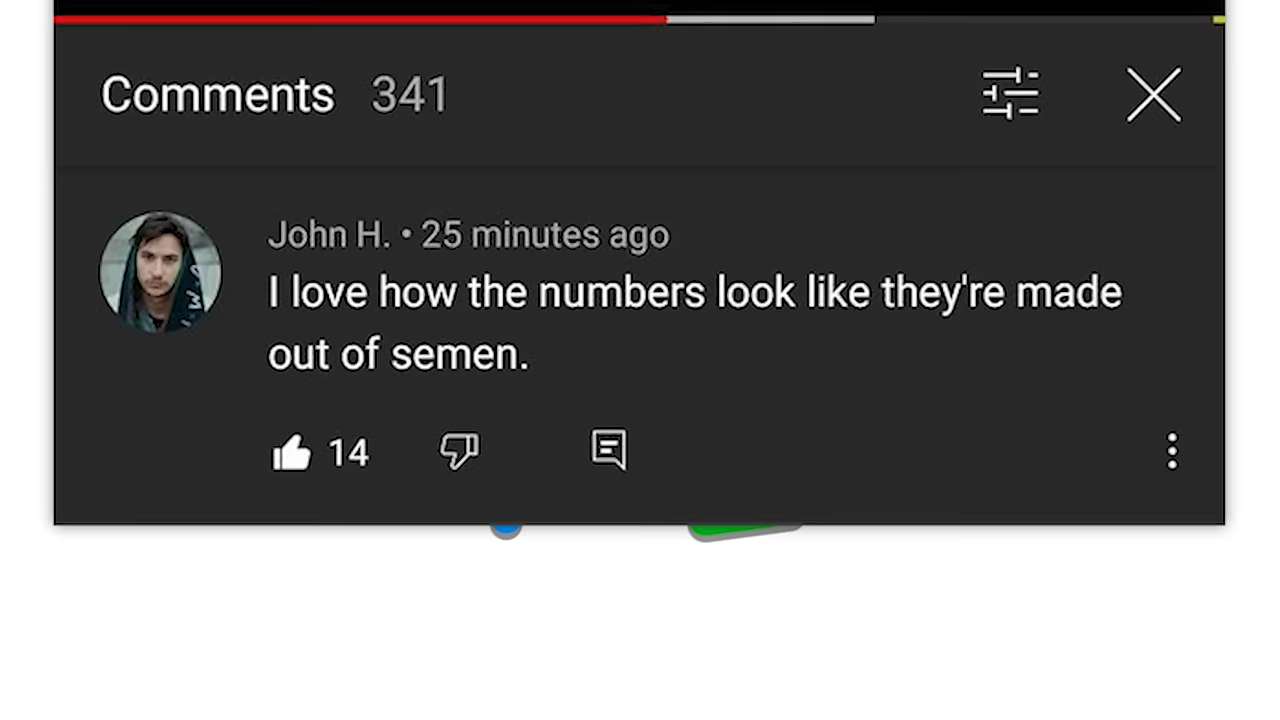 Comments 341
John H. • 25 minutes ago
I love how the numbers look like they're made
out of semen.
14